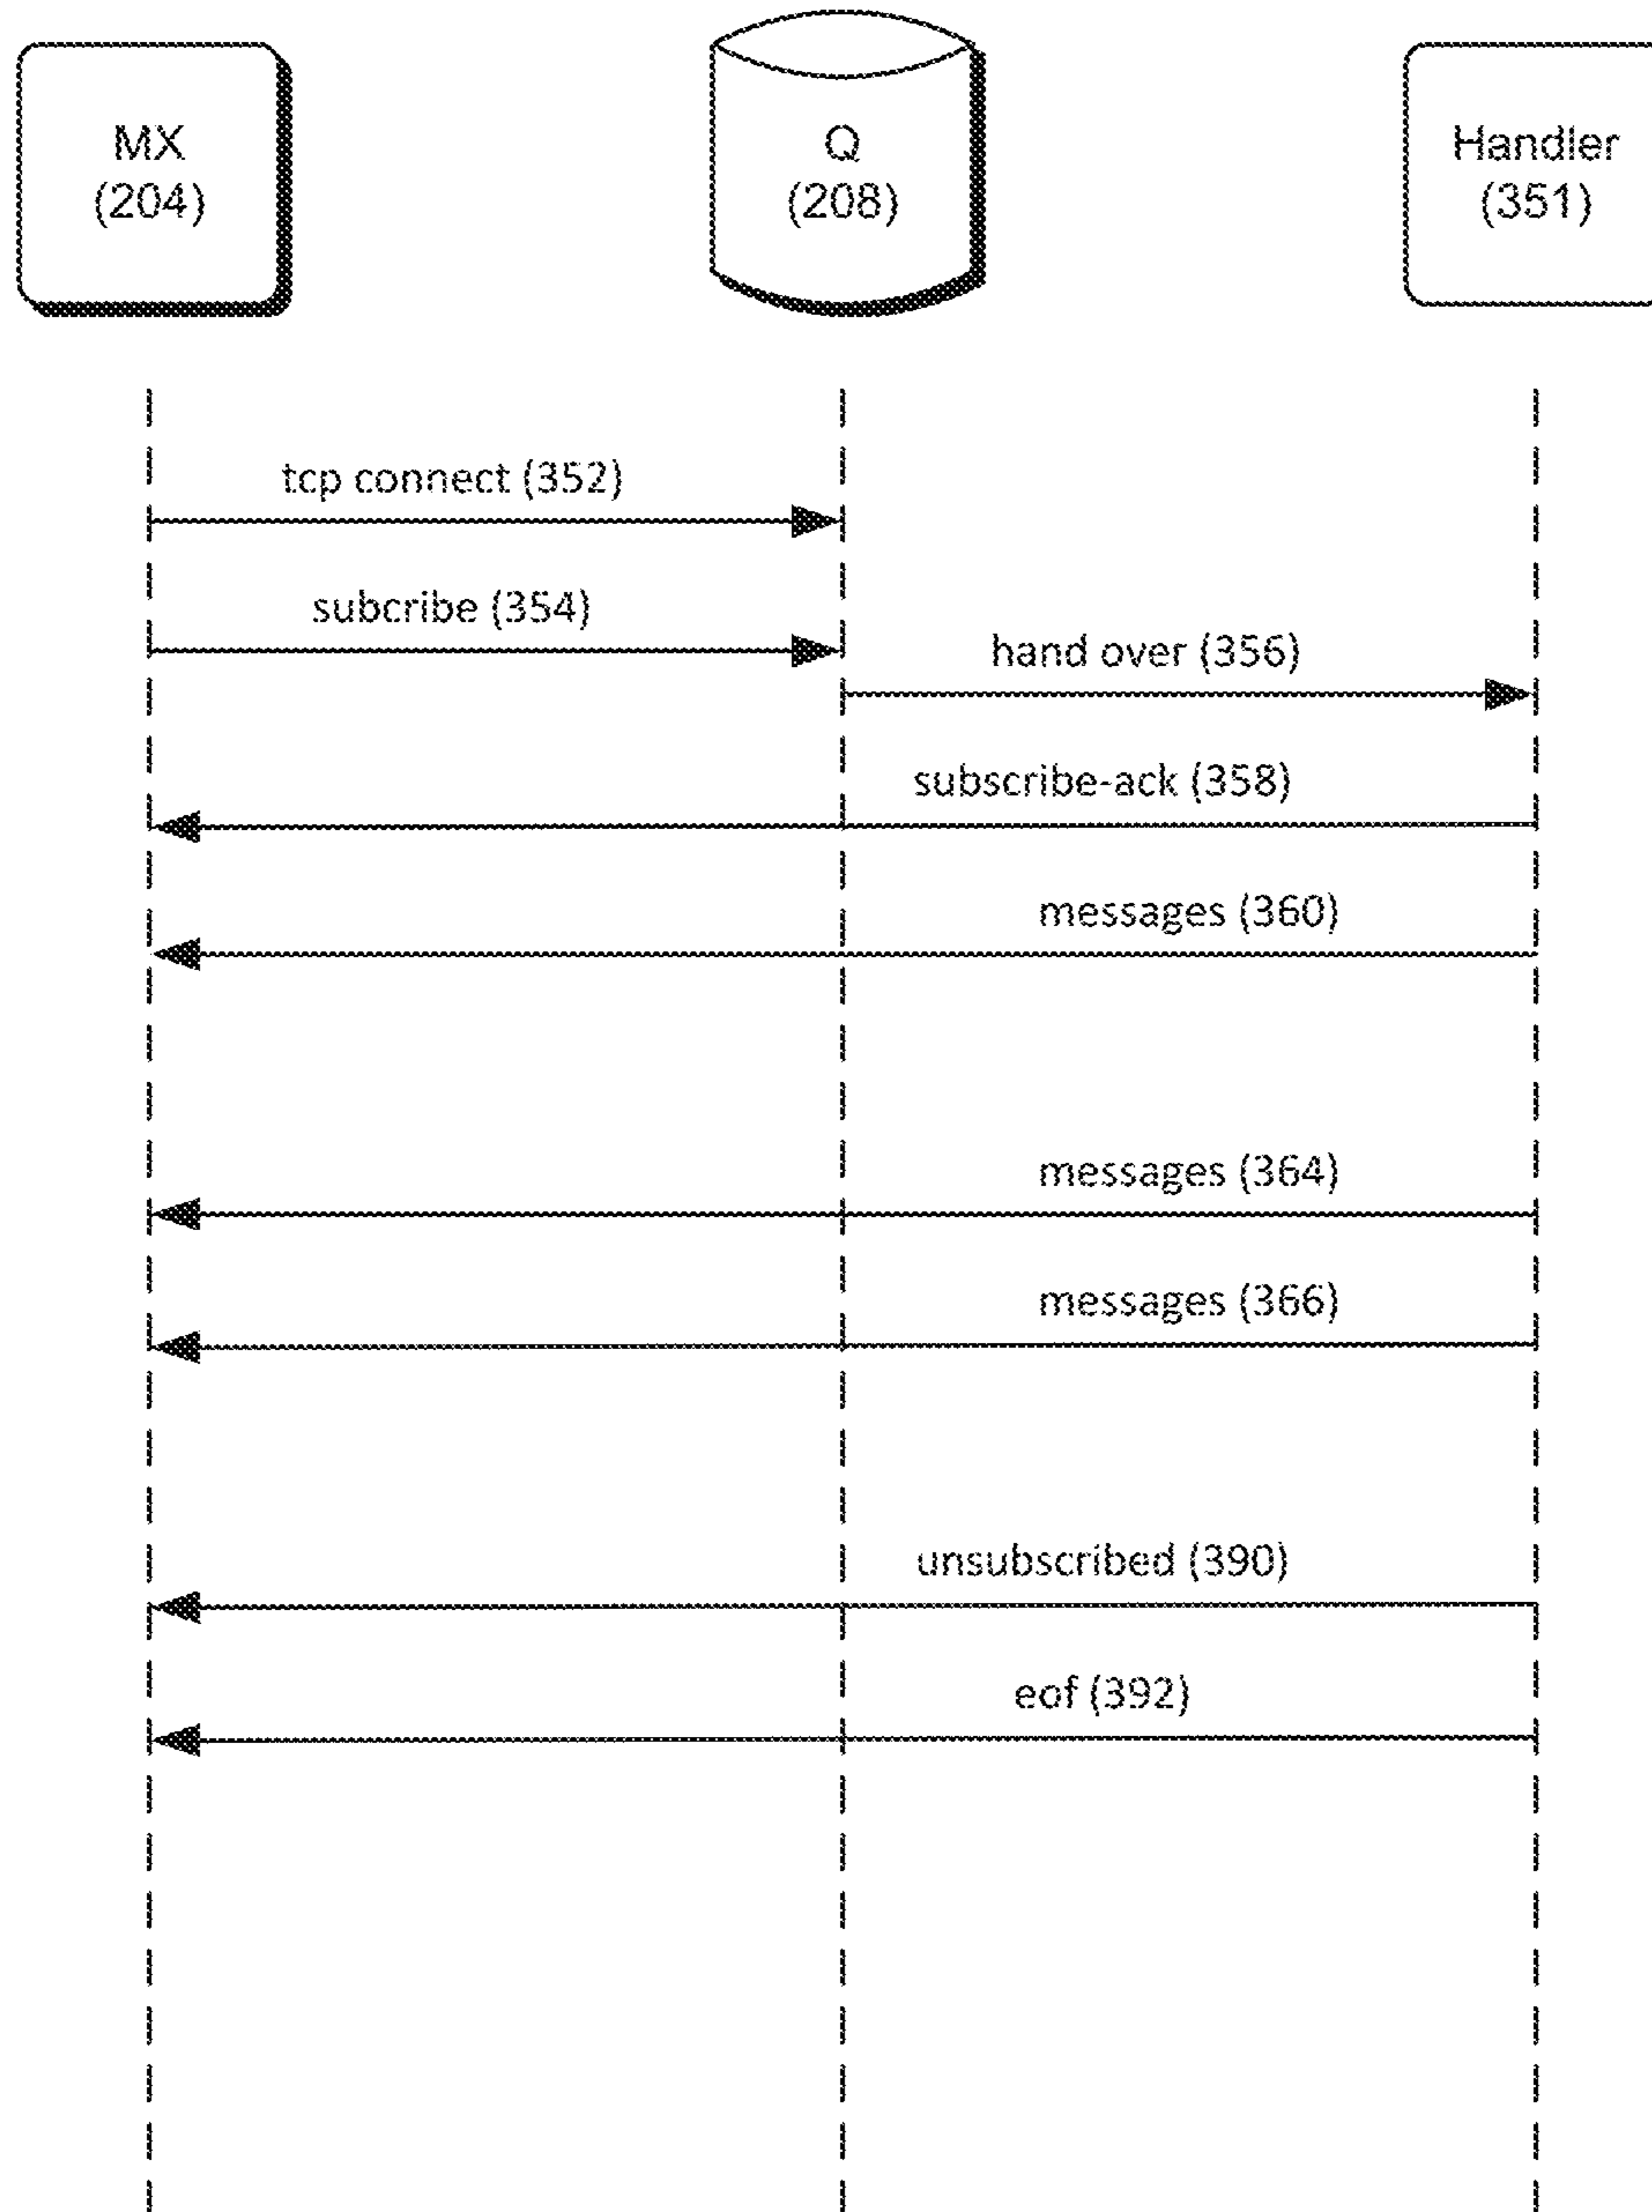 MX
(204)
Q
(208)
Handler
(351)
tcp connect (352)
subcribe (354)
hand over (356)
subscribe-ack (358)
messages (360)
messages (364)
messages (366)
unsubscribed (390)
eof (392)